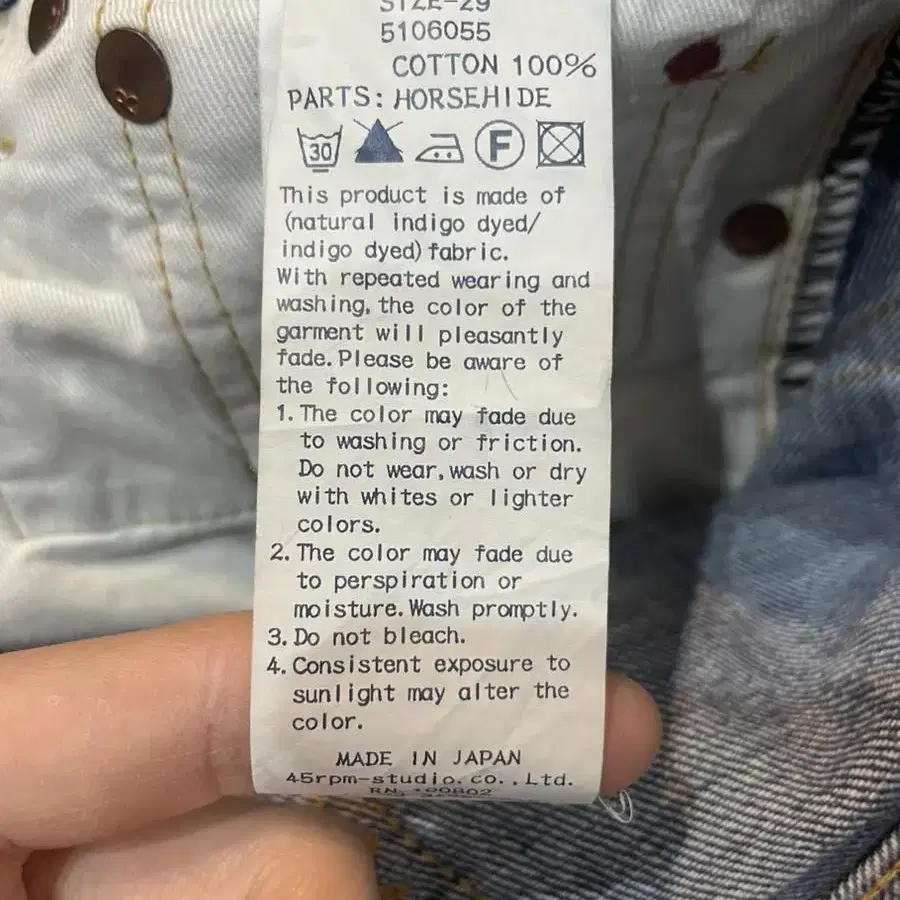 SIZE-29
5106055
COTTON 100%
PARTS: HORSEHIDE
30 F
This product is made of
(natural indigo dyed/
indigo dyed) fabric.
With repeated wearing and
washing, the color of the
garment will pleasantly
fade. Please be aware of
the following:
1. The color may fade due
to washing or friction.
Do not wear, wash or dry
with whites or lighter
colors.
2. The color may fade due
to perspiration or
moisture. Wash promptly.
3. Do not bleach.
4. Consistent exposure to
sunlight may alter the
color.
MADE IN JAPAN
45rpm-studio. co. , Ltd.
RN